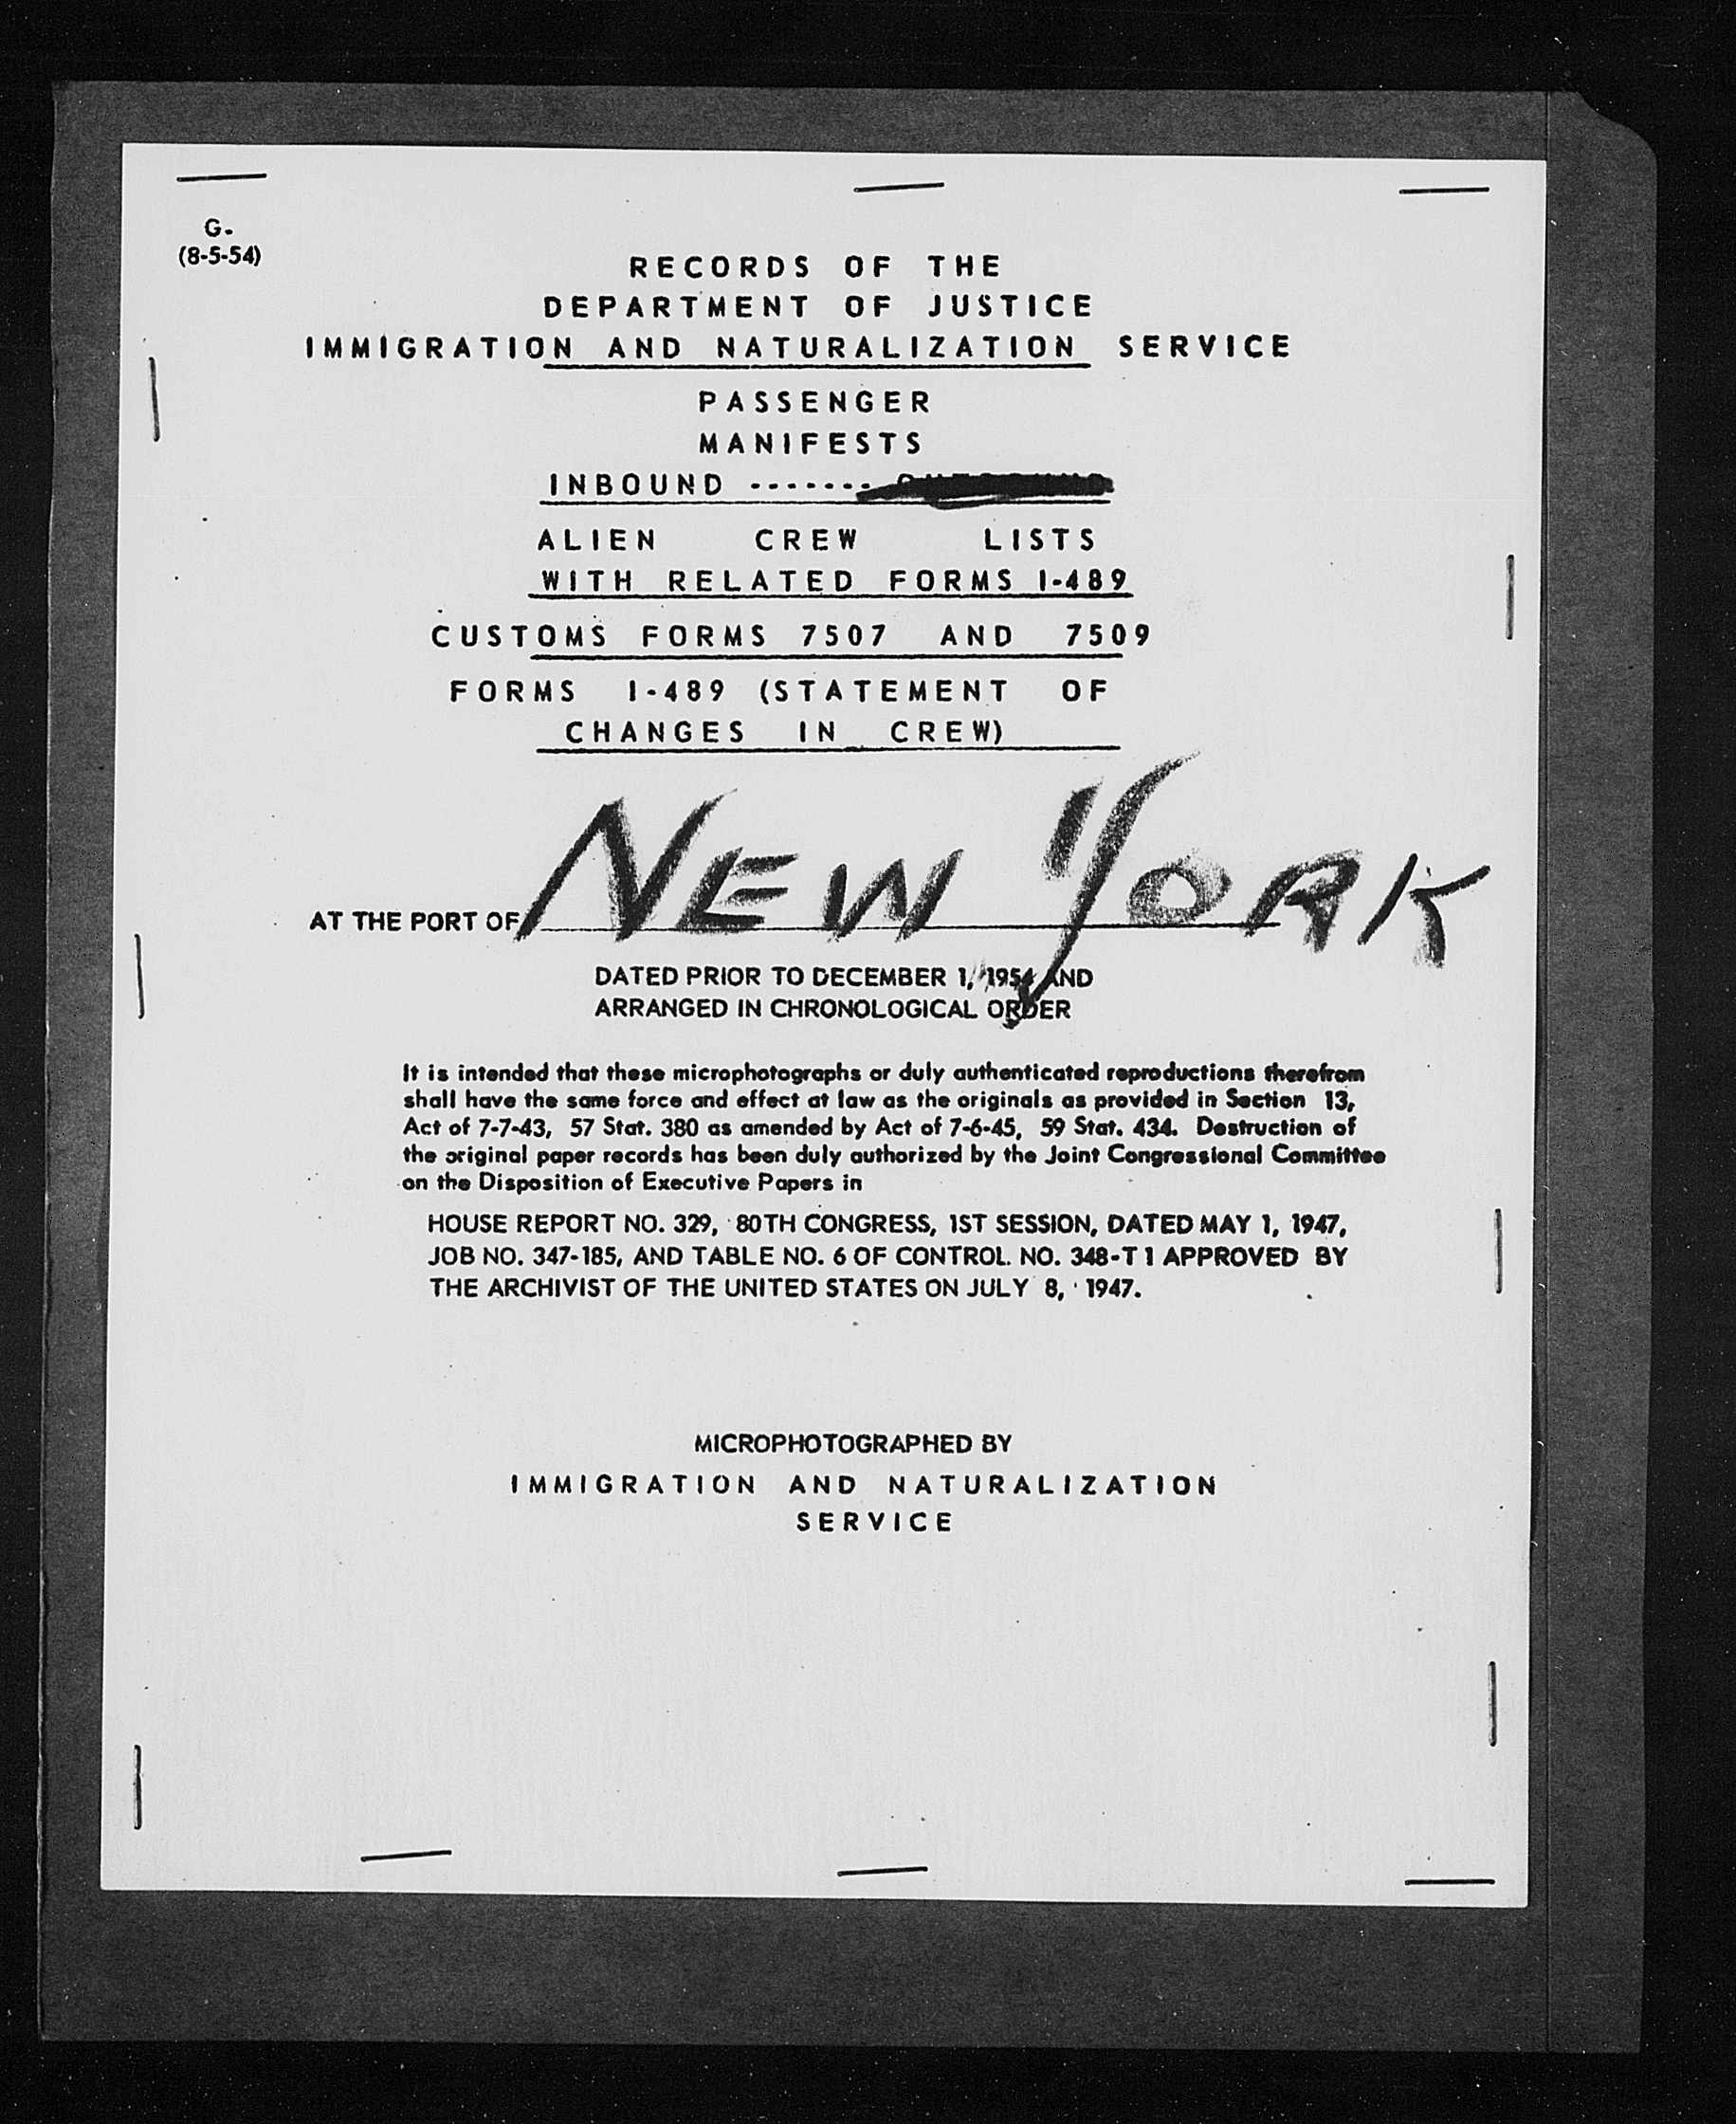 G.
(8-5-54)
RECORDS OF THE
DEPARTMENT OF JUSTICE
IMMIGRATION AND NATURALIZATION SERVICE
PASSENGER
MANIFESTS
INBOUND -------
ALIEN CREW LISTS
WITH RELATED FORMS I-489
CUSTOMS FORMS 7507 AND 7509
FORMS I-489 (STATEMENT OF
CHANGES IN CREW)
AT THE PORT OF NEW YORK
DATED PRIOR TO DECEMBER 1, 1954 AND
ARRANGED IN CHRONOLOGICAL ORDER
It is intended that these microphotographs or duly authenticated reproductions therefrom
shall have the same force and effect at law as the originals as provided in Section 13,
Act of 7-7-43, 57 Stat. 380 as amended by Act of 7-6-45, 59 Stat. 434. Destruction of
the original paper records has been duly authorized by the Joint Congressional Committee
on the Disposition of Executive Papers in
HOUSE REPORT NO. 329, 80TH CONGRESS, 1ST SESSION, DATED MAY 1, 1947,
JOB NO. 347-185, AND TABLE NO. 6 OF CONTROL NO. 348-T1 APPROVED BY
THE ARCHIVIST OF THE UNITED STATES ON JULY 8, 1947.
MICROPHOTOGRAPHED BY
IMMIGRATION AND NATURALIZATION
SERVICE